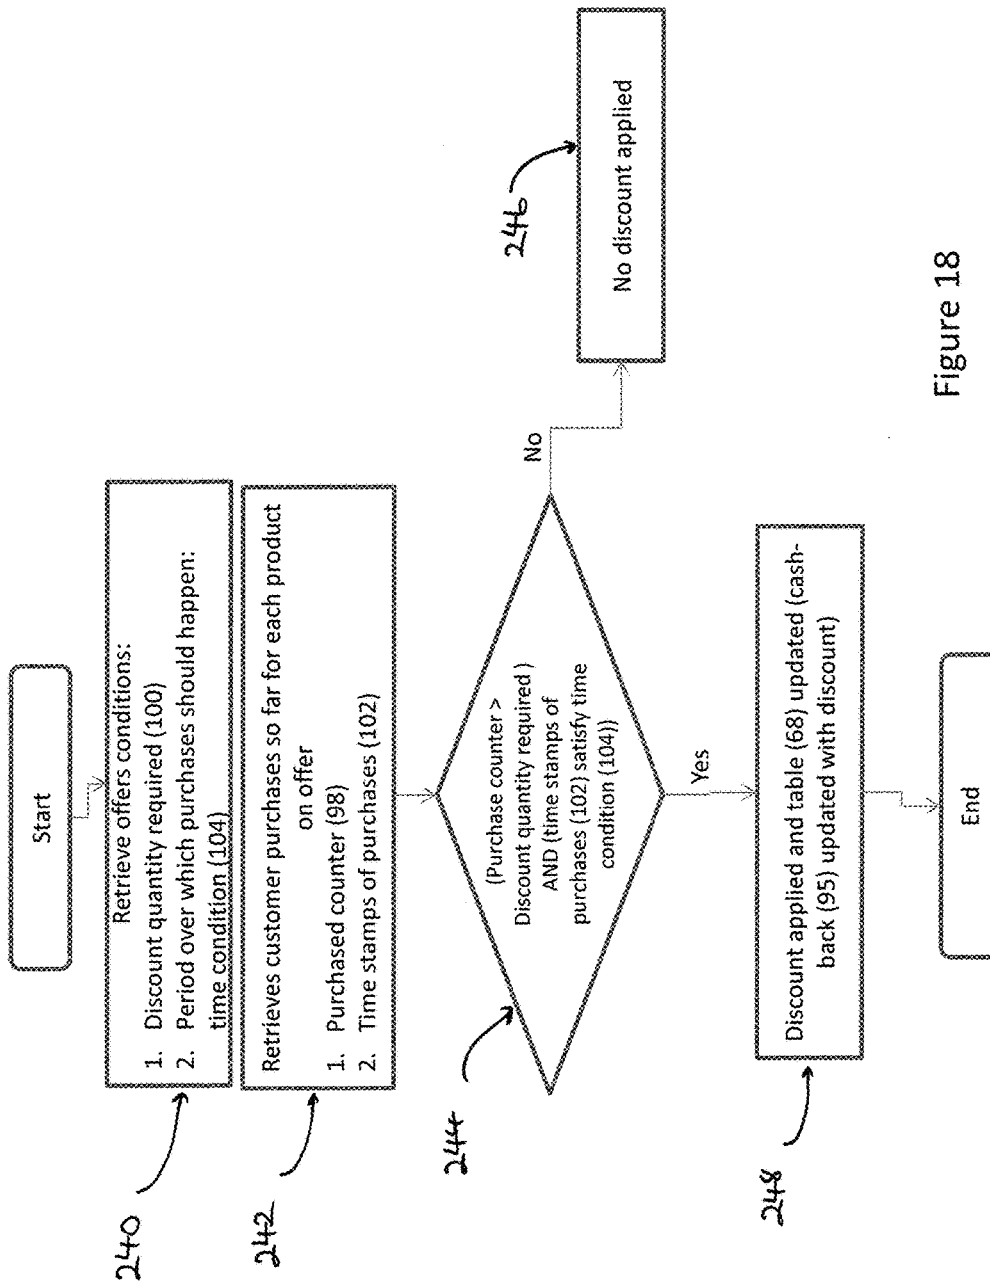 Start
240
Retrieve offers conditions:
1. Discount quantity required (100)
2. Period over which purchases should happen:
time condition (104)
242
Retrieves customer purchases so far for each product
on offer
1. Purchased counter (98)
2. Time stamps of purchases (102)
244
(Purchase counter >
Discount quantity required )
AND (time stamps of
purchases (102) satisfy time
condition (104))
No
246
No discount applied
Yes
248
Discount applied and table (68) updated (cash-
back (95) updated with discount)
End
Figure 18